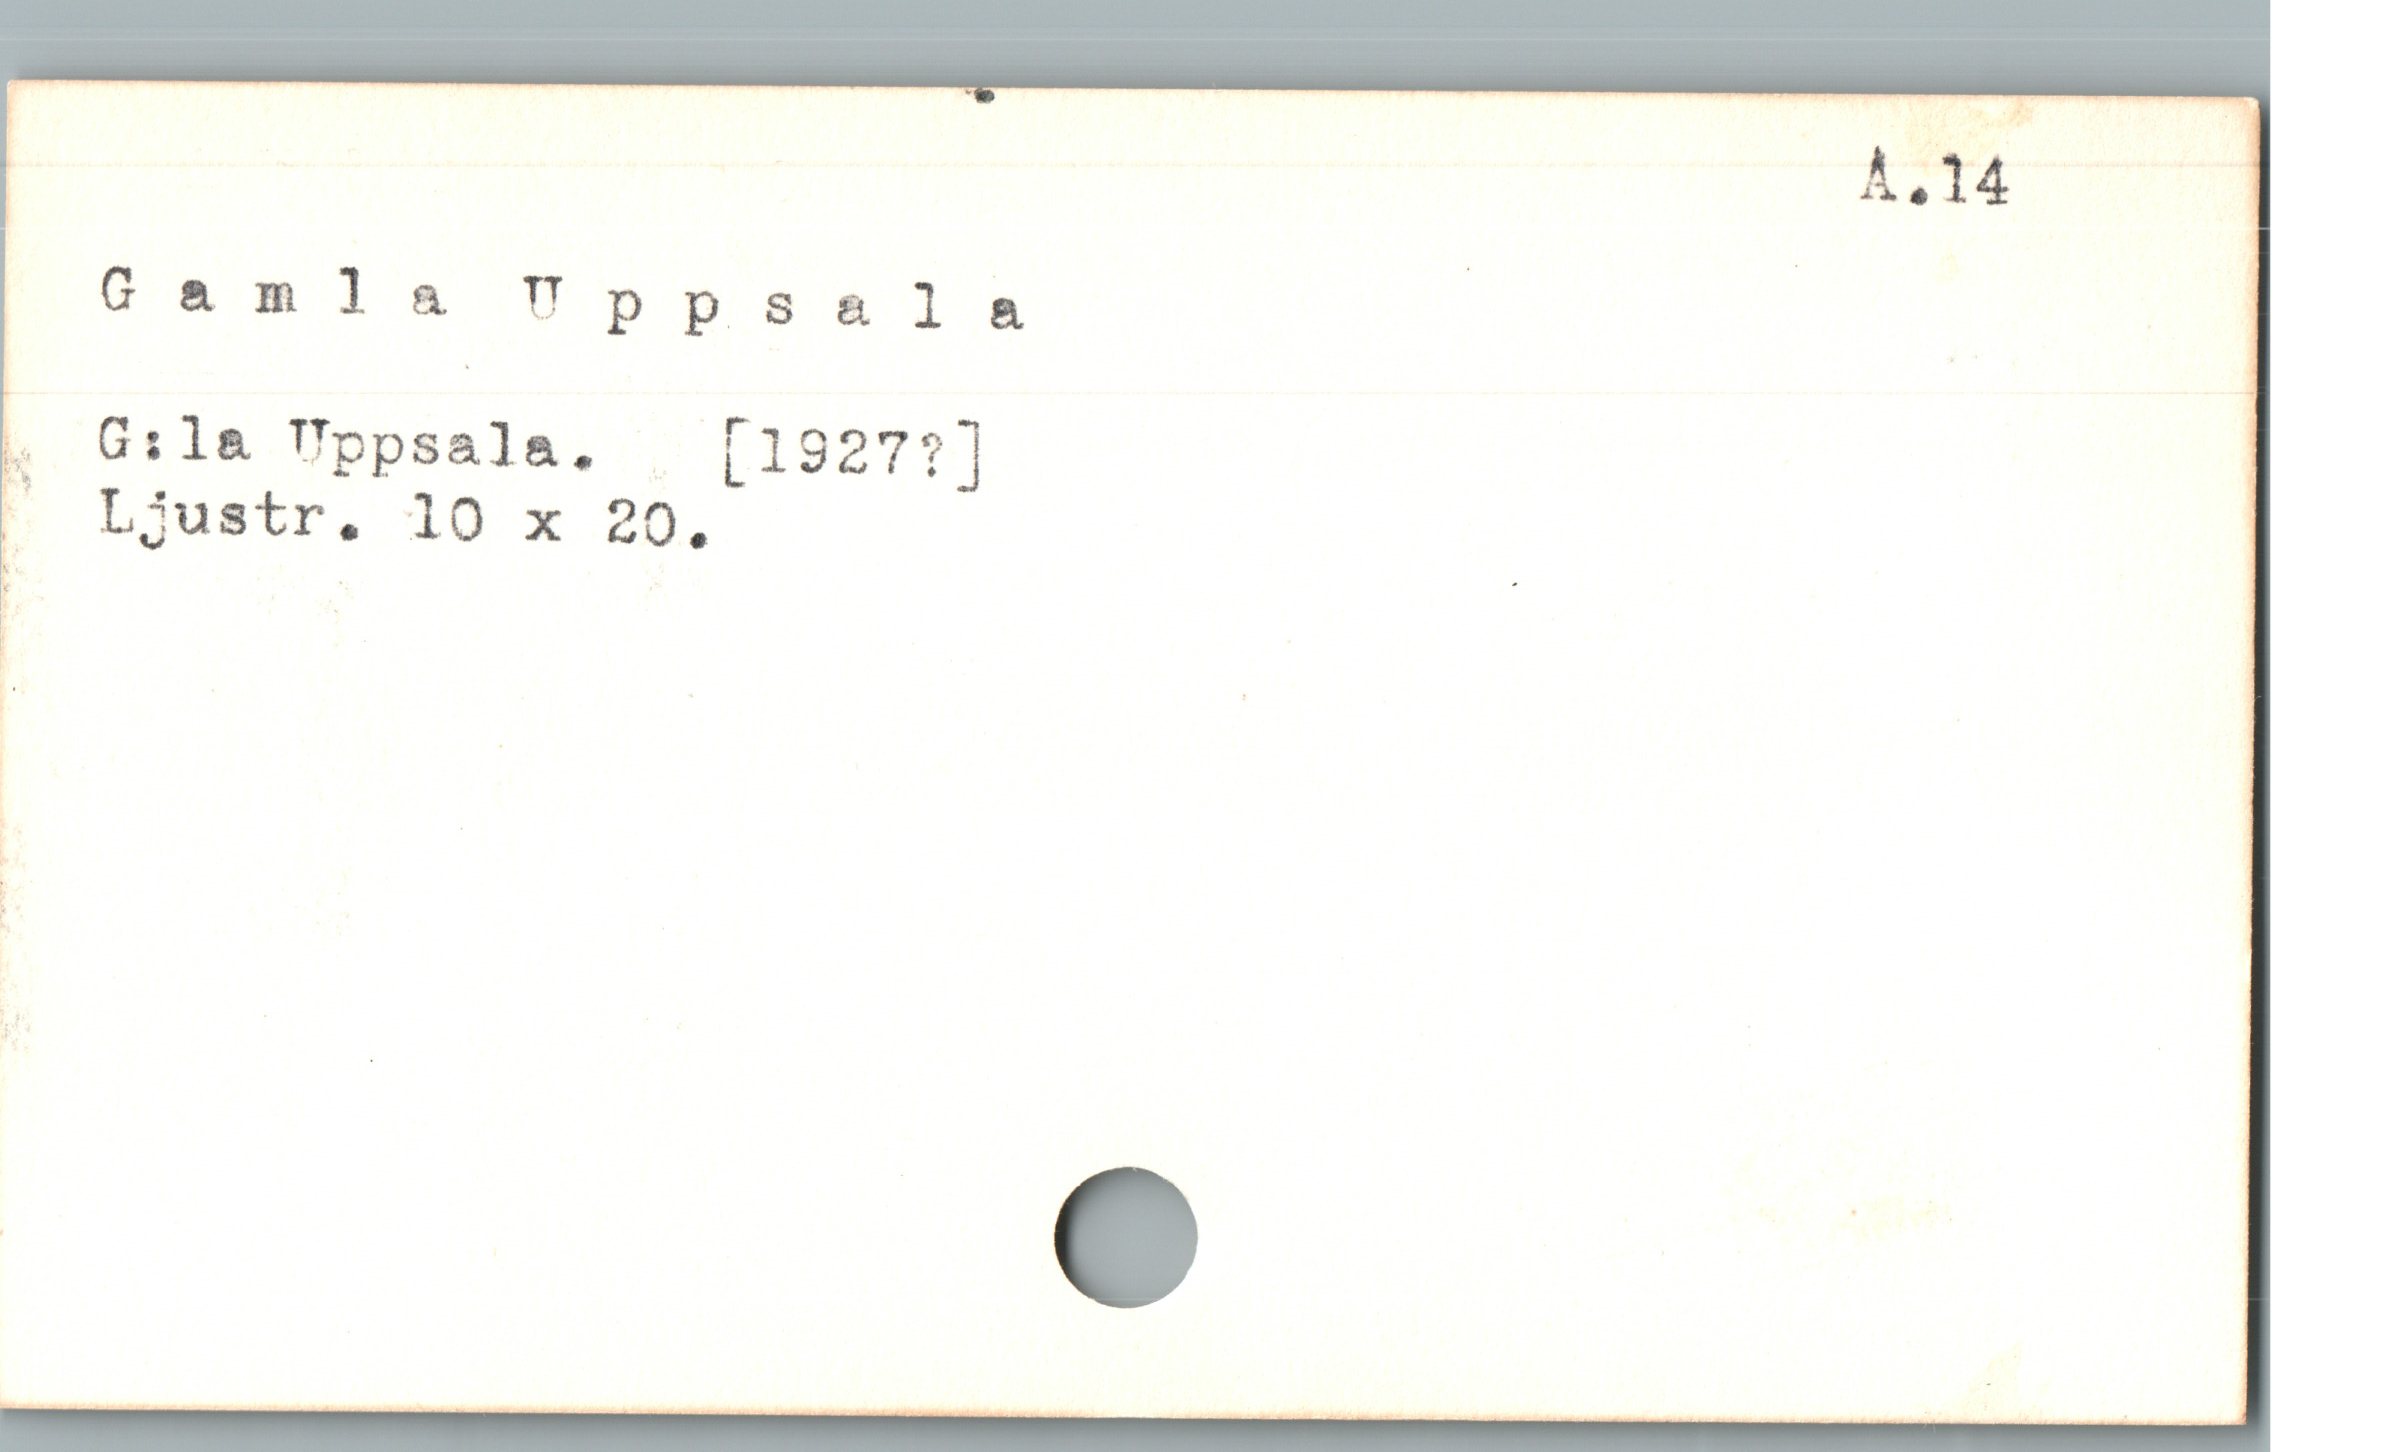 A.14
G a m l a U p p s a l a
G:la Uppsala. [1927?]
Ljustr. 10 x 20.